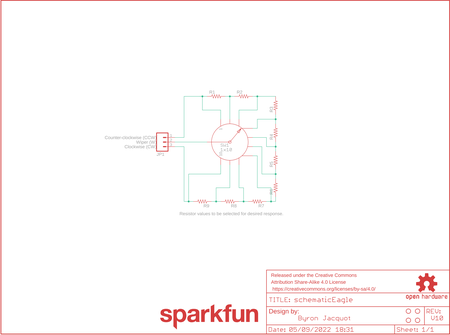 R1 R2
R3
Counter-clockwise (CCW)
Wiper (W)
Clockwise (CW)
JP1
R4
R5
R6
R9 R8 R7
Resistor values to be selected for desired response.
Released under the Creative Commons
Attribution Share-Alike 4.0 License
https://creativecommons.org/licenses/by-sa/4.0/
open hardware
TITLE: schematicEagle
Design by:
Byron Jacquot
REV:
V10
Date: 05/09/2022 18:31
Sheet: 1/1
sparkfun